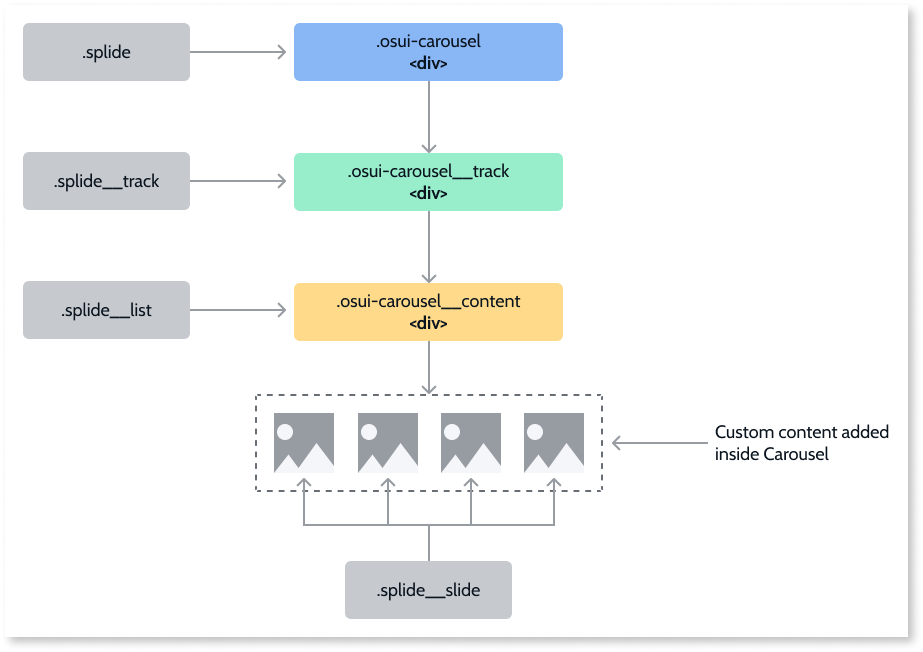 .splide
.osui-carousel
<div>
.splide__track
.osui-carousel__track
<div>
.splide__list
.osui-carousel__content
<div>
Custom content added
inside Carousel
.splide__slide